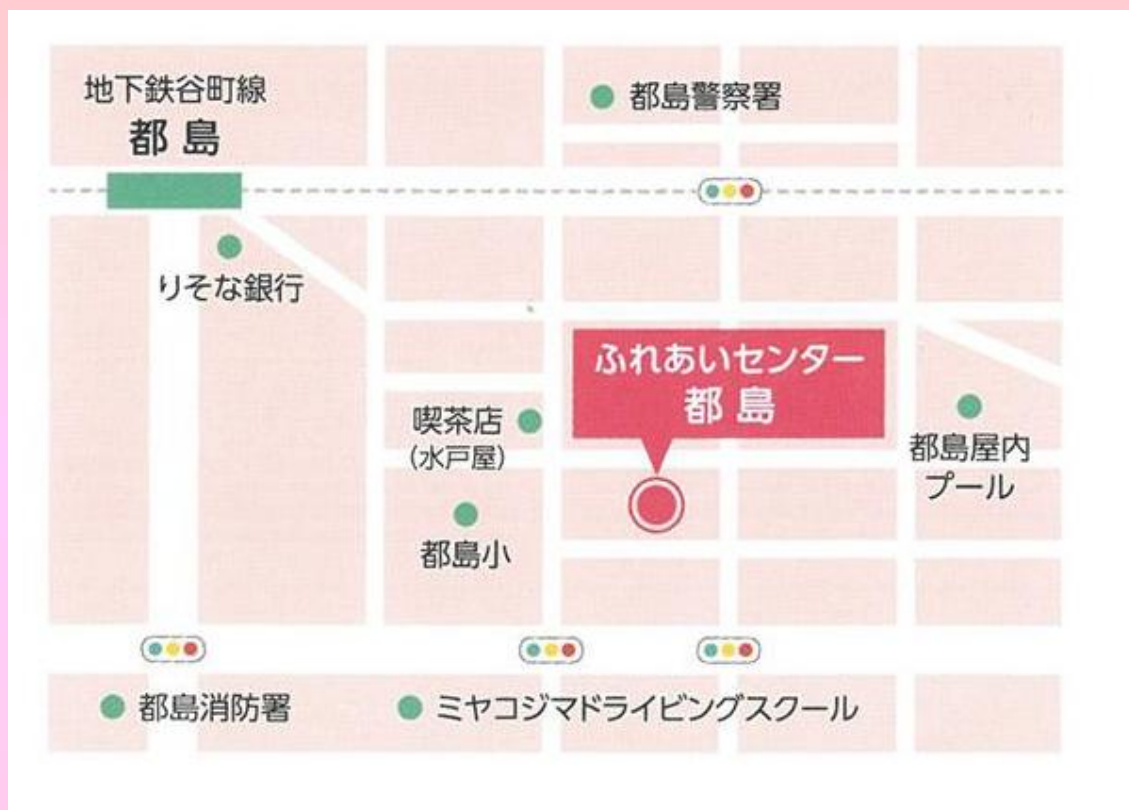 地下鉄谷町線
都島
都島警察署
りそな銀行
ふれあいセンター
都島
喫茶店
(水戸屋)
都島屋内
プール
都島小
都島消防署
ミヤコジマドライビングスクール